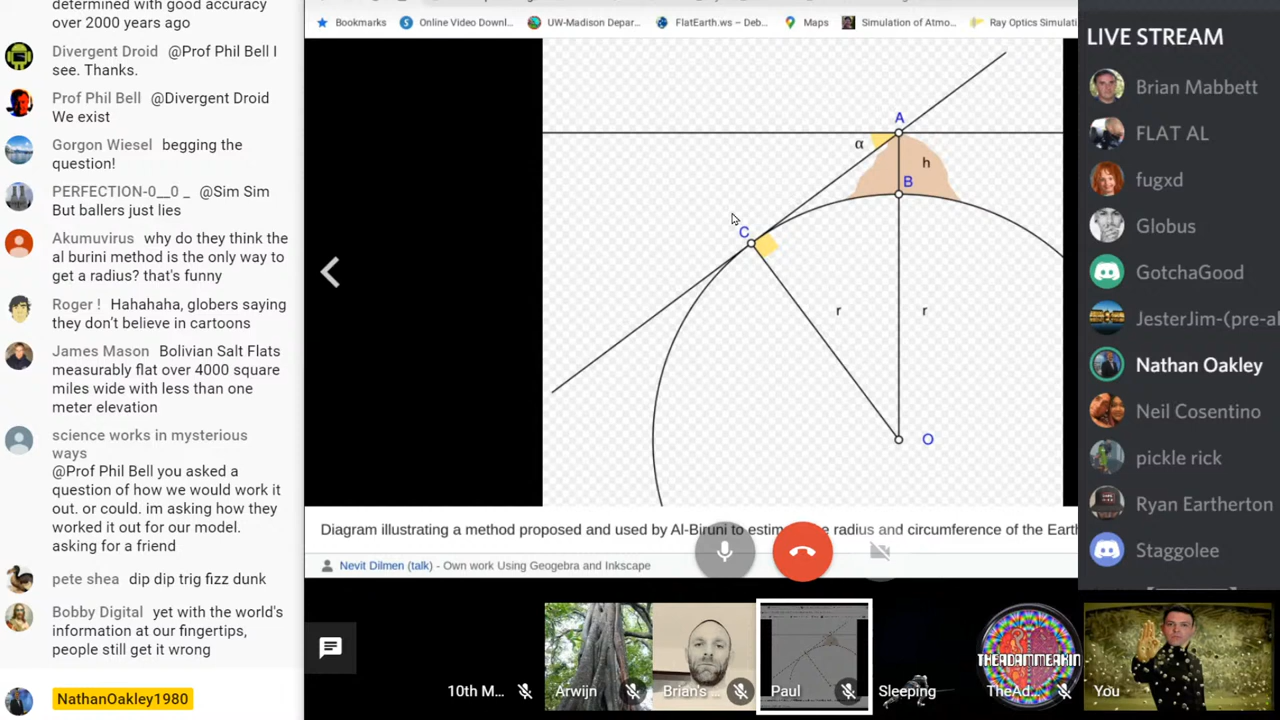 determined with good accuracy
over 2000 years ago
Divergent Droid @Prof Phil Bell I
see. Thanks.
Prof Phil Bell @Divergent Droid
We exist
Gorgon Wiesel begging the
question!
PERFECTION-0__0 _ @Sim Sim
But ballers just lies
Akumuvirus why do they think the
al burini method is the only way to
get a radius? that's funny
Roger ! Hahahaha, globers saying
they don't believe in cartoons
James Mason Bolivian Salt Flats
measurably flat over 4000 square
miles wide with less than one
meter elevation
science works in mysterious
ways
@Prof Phil Bell you asked a
question of how we would work it
out. or could. im asking how they
worked it out for our model.
asking for a friend
pete shea dip dip trig fizz dunk
Bobby Digital yet with the world's
information at our fingertips,
people still get it wrong
NathanOakley1980
Bookmarks
Online Video Downl...
UW-Madison Depar...
FlatEarth.ws – Deb...
Maps
Simulation of Atmo...
Ray Optics Simulati
A
α
h
B
C
r
r
O
Diagram illustrating a method proposed and used by Al-Biruni to radius and circumference of the Earth
Nevit Dilmen (talk) - Own work Using Geogebra and Inkscape
10th M...
Arwijn
Brian's ...
Paul
Sleeping
TheAd...
THEADAMMEAKIN
You
LIVE STREAM
Brian Mabbett
FLAT AL
fugxd
Globus
GotchaGood
JesterJim-(pre-al
Nathan Oakley
Neil Cosentino
pickle rick
Ryan Eartherton
Staggolee